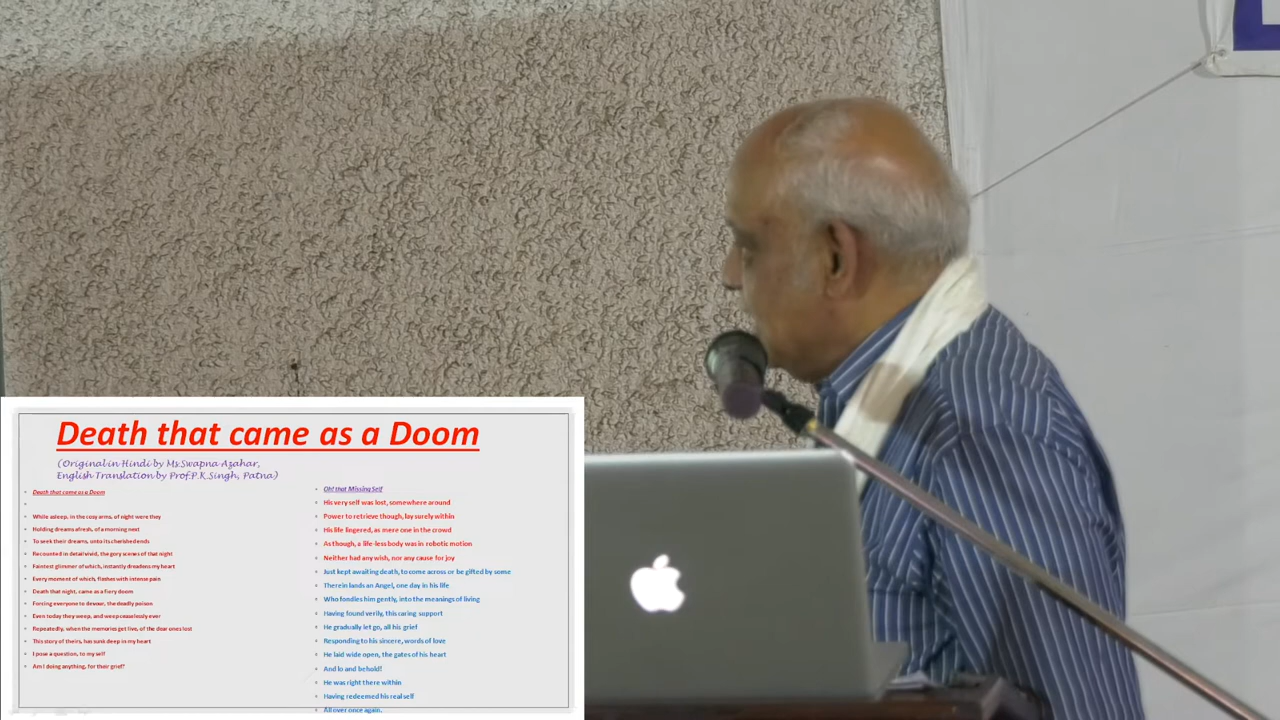 Death that came as a Doom
(Original in Hindi by Ms.Swapna Azahar,
English Translation by Prof.P.K.Singh, Patna)
Death that came as a Doom
While asleep, in the cosy arms, of night were they
Holding dreams afresh, of a morning next
To seek their dreams, unto its cherished ends
Recounted in detail vivid, the gory scenes of that night
Faintest glimmer of which, instantly dreadens my heart
Every moment of which, flashes with intense pain
Death that night, came as a fiery doom
Forcing everyone to devour, the deadly poison
Even today they weep, and weep ceaselessly ever
Repeatedly, when the memories get live, of the dear ones lost
This story of theirs, has sunk deep in my heart
I pose a question, to my self
Am I doing anything, for their grief?
Oh! that Missing Self
His very self was lost, somewhere around
Power to retrieve though, lay surely within
His life lingered, as mere one in the crowd
As though, a life-less body was in robotic motion
Neither had any wish, nor any cause for joy
Just kept awaiting death, to come across or be gifted by some
Therein lands an Angel, one day in his life
Who fondles him gently, into the meanings of living
Having found verily, this caring support
He gradually let go, all his grief
Responding to his sincere, words of love
He laid wide open, the gates of his heart
And lo and behold!
He was right there within
Having redeemed his real self
All over once again.